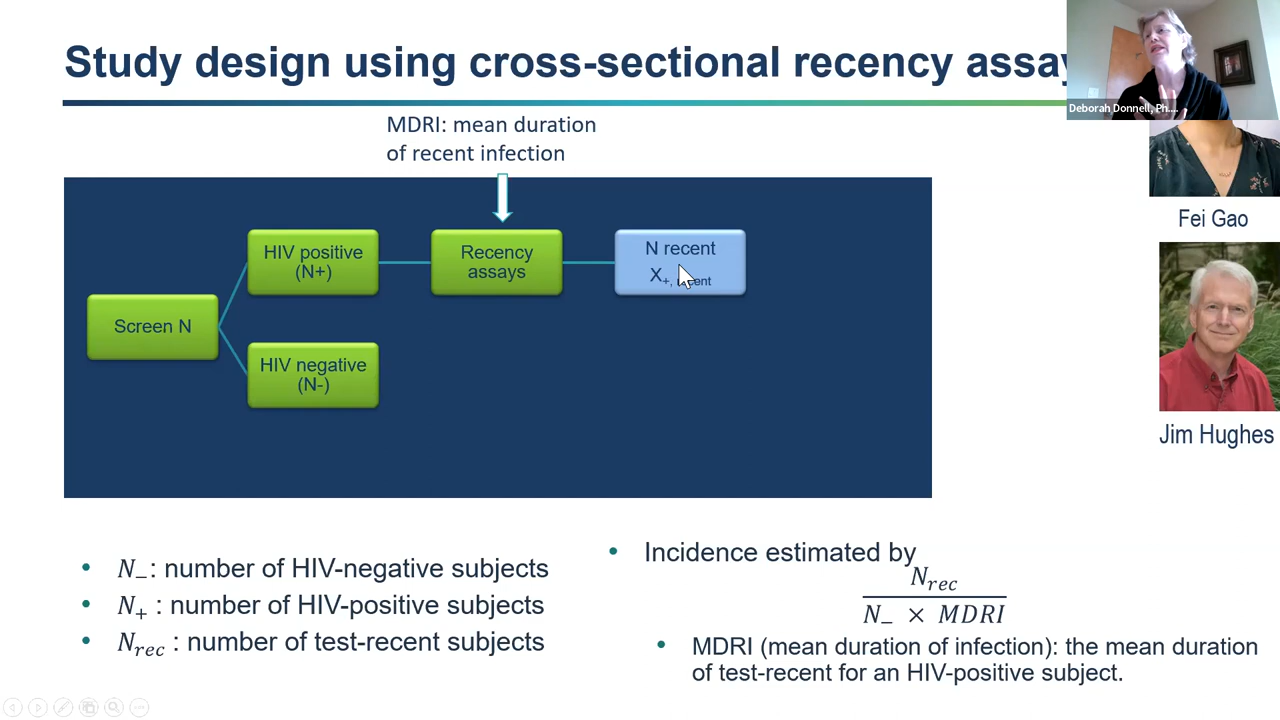 Study design using cross-sectional recency assay
Deborah Donnell, Ph....
MDRI: mean duration
of recent infection
Fei Gao
HIV positive
(N+)
Recency
assays
N recent
X+,
Screen N
HIV negative
(N-)
Jim Hughes
• N₋: number of HIV-negative subjects
• N₊ : number of HIV-positive subjects
• Nrec : number of test-recent subjects
• Incidence estimated by
Nrec
N₋ × MDRI
• MDRI (mean duration of infection): the mean duration
of test-recent for an HIV-positive subject.